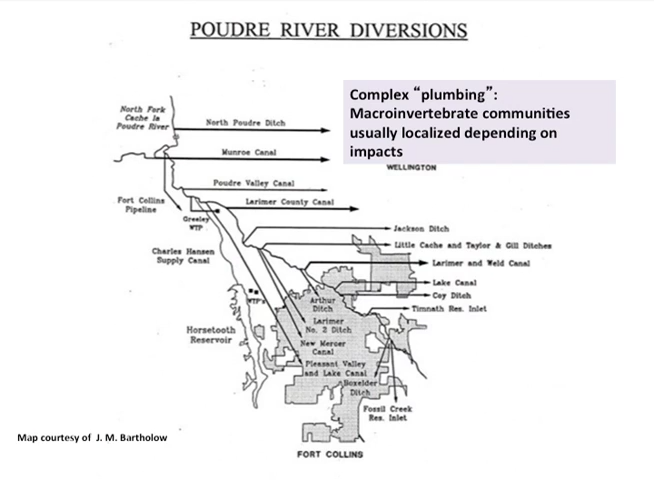 POUDRE RIVER DIVERSIONS
Complex “plumbing”:
Macroinvertebrate communities
usually localized depending on
impacts
North Fork
Cache la
Poudre River
North Poudre Ditch
Munroe Canal
WELLINGTON
Poudre Valley Canal
Fort Collins
Pipeline
Larimer County Canal
Greeley
WTP
Jackson Ditch
Little Cache and Taylor & Gill Ditches
Charles Hansen
Supply Canal
Larimer and Weld Canal
Lake Canal
WTP's
Coy Ditch
Arthur
Ditch
Timnath Res. Inlet
Larimer
No. 2 Ditch
Horsetooth
Reservoir
New Mercer
Canal
Pleasant Valley
and Lake Canal
Boxelder
Ditch
Fossil Creek
Res. Inlet
Map courtesy of J. M. Bartholow
FORT COLLINS